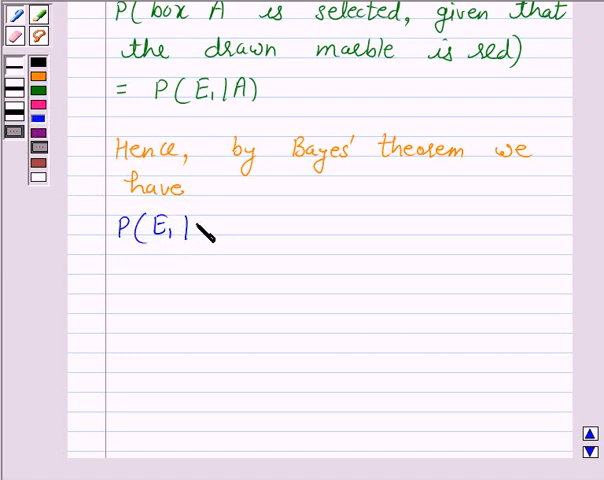 P( box A is selected, given that
the drawn marble is red)
= P(E₁|A)
Hence, by Bayes' theorem we
have
P(E₁|